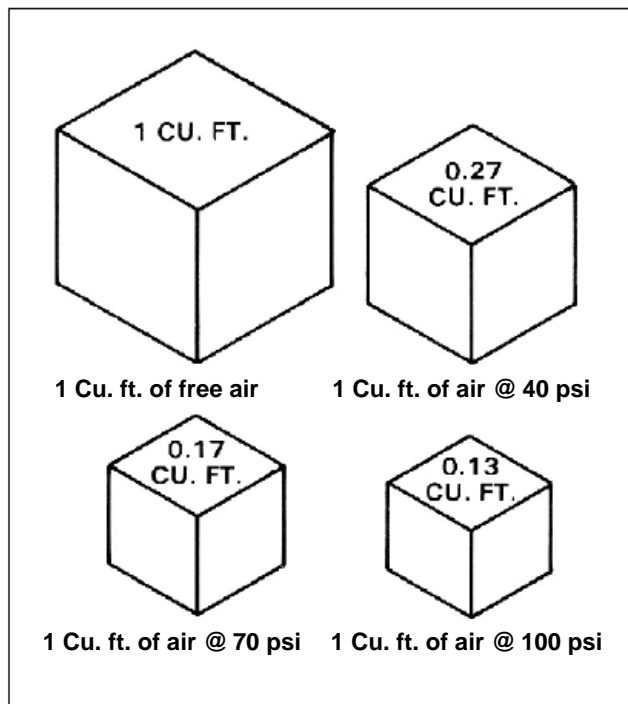 1 CU. FT.
0.27
CU. FT.
1 Cu. ft. of free air
1 Cu. ft. of air @ 40 psi
0.17
CU. FT.
0.13
CU. FT.
1 Cu. ft. of air @ 70 psi
1 Cu. ft. of air @ 100 psi